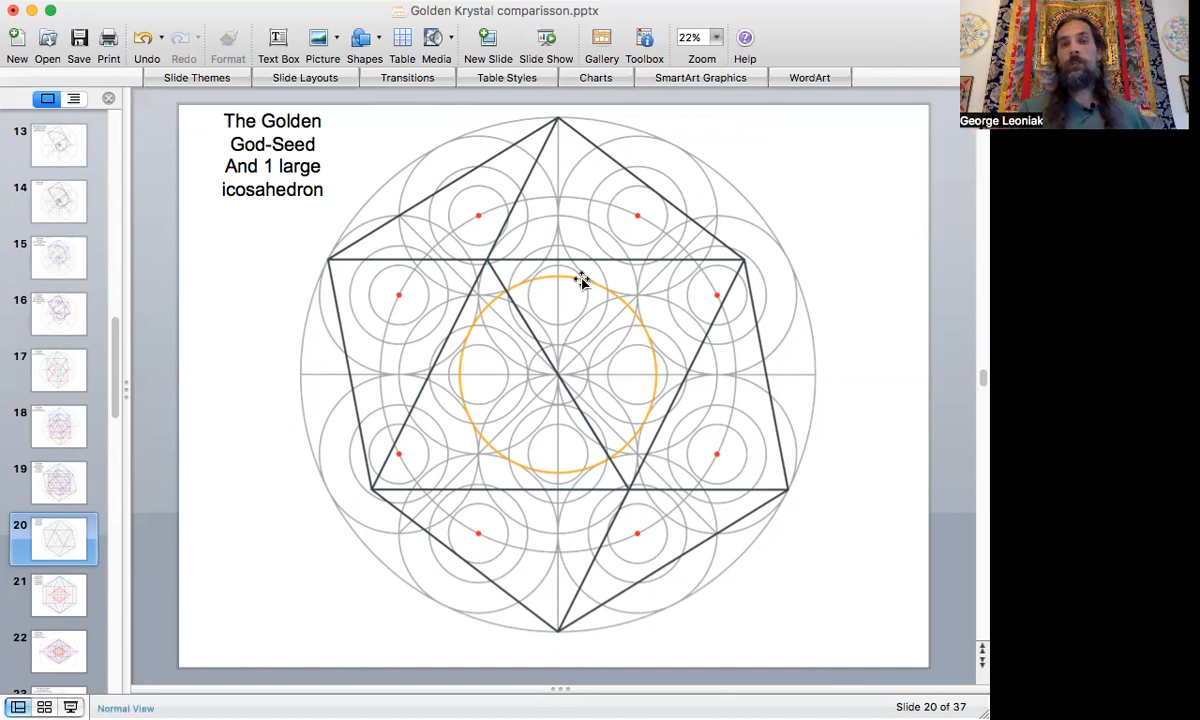 Golden Krystal comparisson.pptx
New Open Save Print Undo Redo Format Text Box Picture Shapes Table Media New Slide Slide Show Gallery Toolbox Zoom Help
22%
Slide Themes Slide Layouts Transitions Table Styles Charts SmartArt Graphics WordArt
George Leoniak
The Golden
God-Seed
And 1 large
icosahedron
13
14
15
16
17
18
19
20
21
22
Normal View
Slide 20 of 37